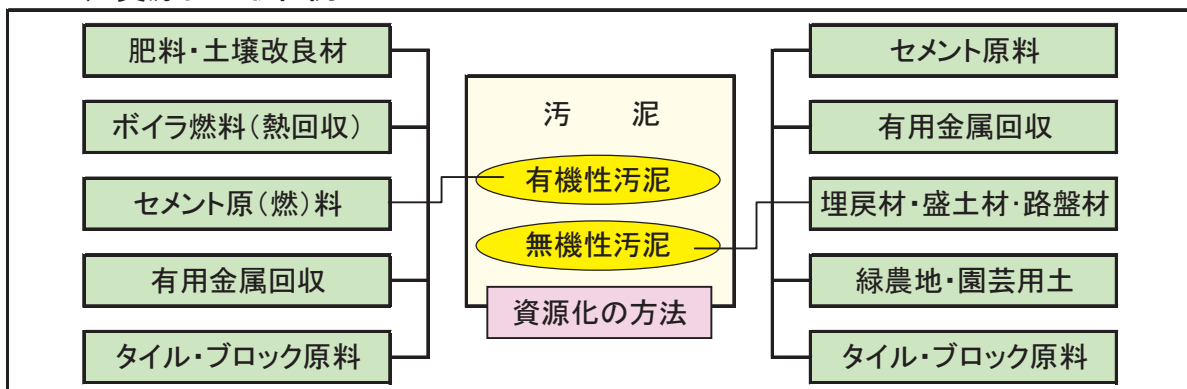 肥料・土壌改良材
ボイラ燃料（熱回収）
セメント原（燃）料
有用金属回収
タイル・ブロック原料
汚　泥
有機性汚泥
無機性汚泥
資源化の方法
セメント原料
有用金属回収
埋戻材・盛土材・路盤材
緑農地・園芸用土
タイル・ブロック原料